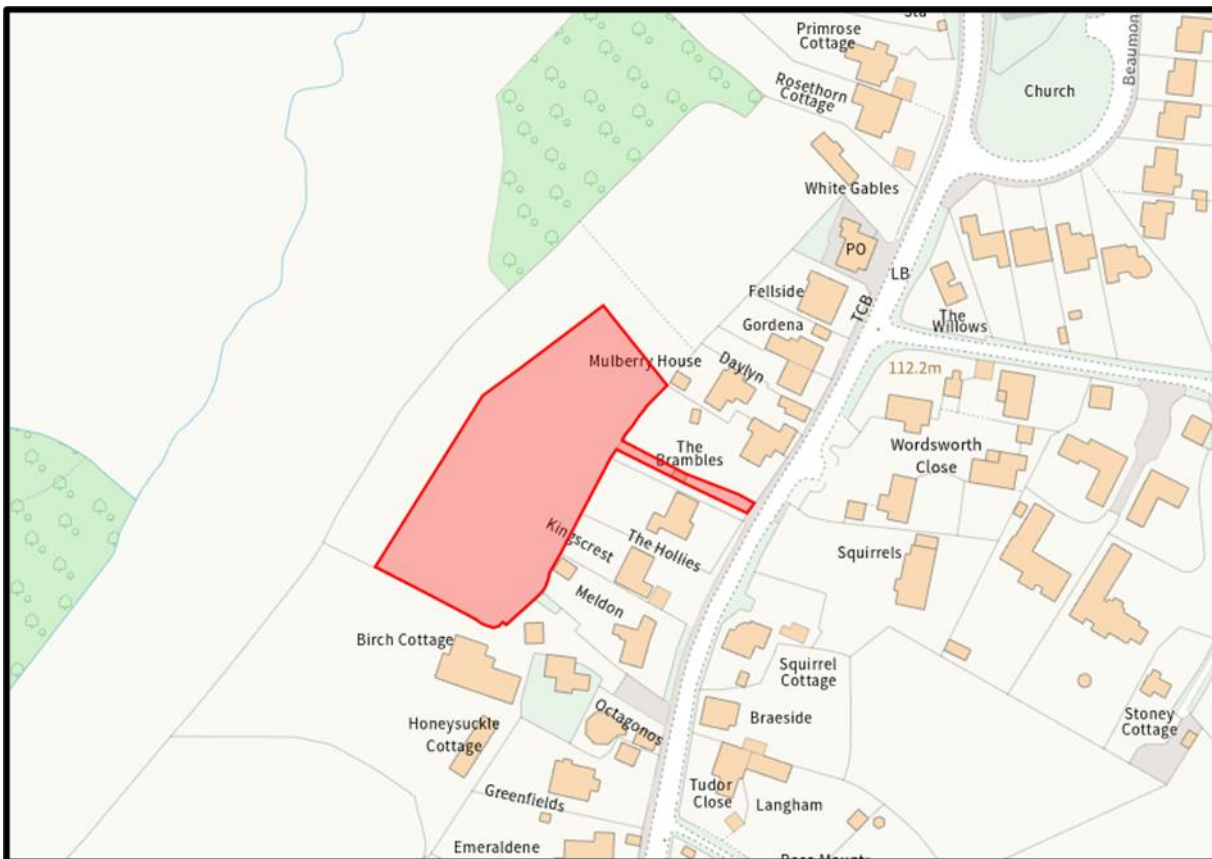 Primrose
Cottage
Beaumon
Church
Rosethorn
Cottage
White Gables
PO
LB
TCB
Fellside
The
Willows
Gordena
Mulberry House
Daylyn
112.2m
The
Brambles
Wordsworth
Close
Kingscrest
The Hollies
Squirrels
Meldon
Birch Cottage
Squirrel
Cottage
Octagonos
Braeside
Honeysuckle
Cottage
Stoney
Cottage
Tudor
Close
Langham
Greenfields
Emeraldene